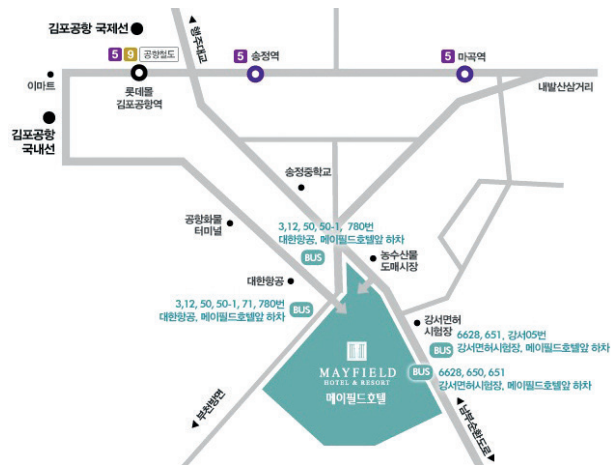 김포공항 국제선
행주대교
5 9 공항철도
5 송정역
5 마곡역
이마트
롯데몰
김포공항역
내발산삼거리
김포공항
국내선
송정중학교
공항화물
터미널
3,12, 50, 50-1, 780번
대한항공, 메이필드호텔앞 하차
BUS
농수산물
도매시장
대한항공
3,12, 50, 50-1, 71, 780번
대한항공, 메이필드호텔앞 하차
BUS
강서면허
시험장
6628, 651, 강서05번
BUS
강서면허시험장, 메이필드호텔앞 하차
MAYFIELD
HOTEL & RESORT
메이필드호텔
BUS
6628, 650, 651
강서면허시험장, 메이필드호텔앞 하차
부천방면
남부순환도로